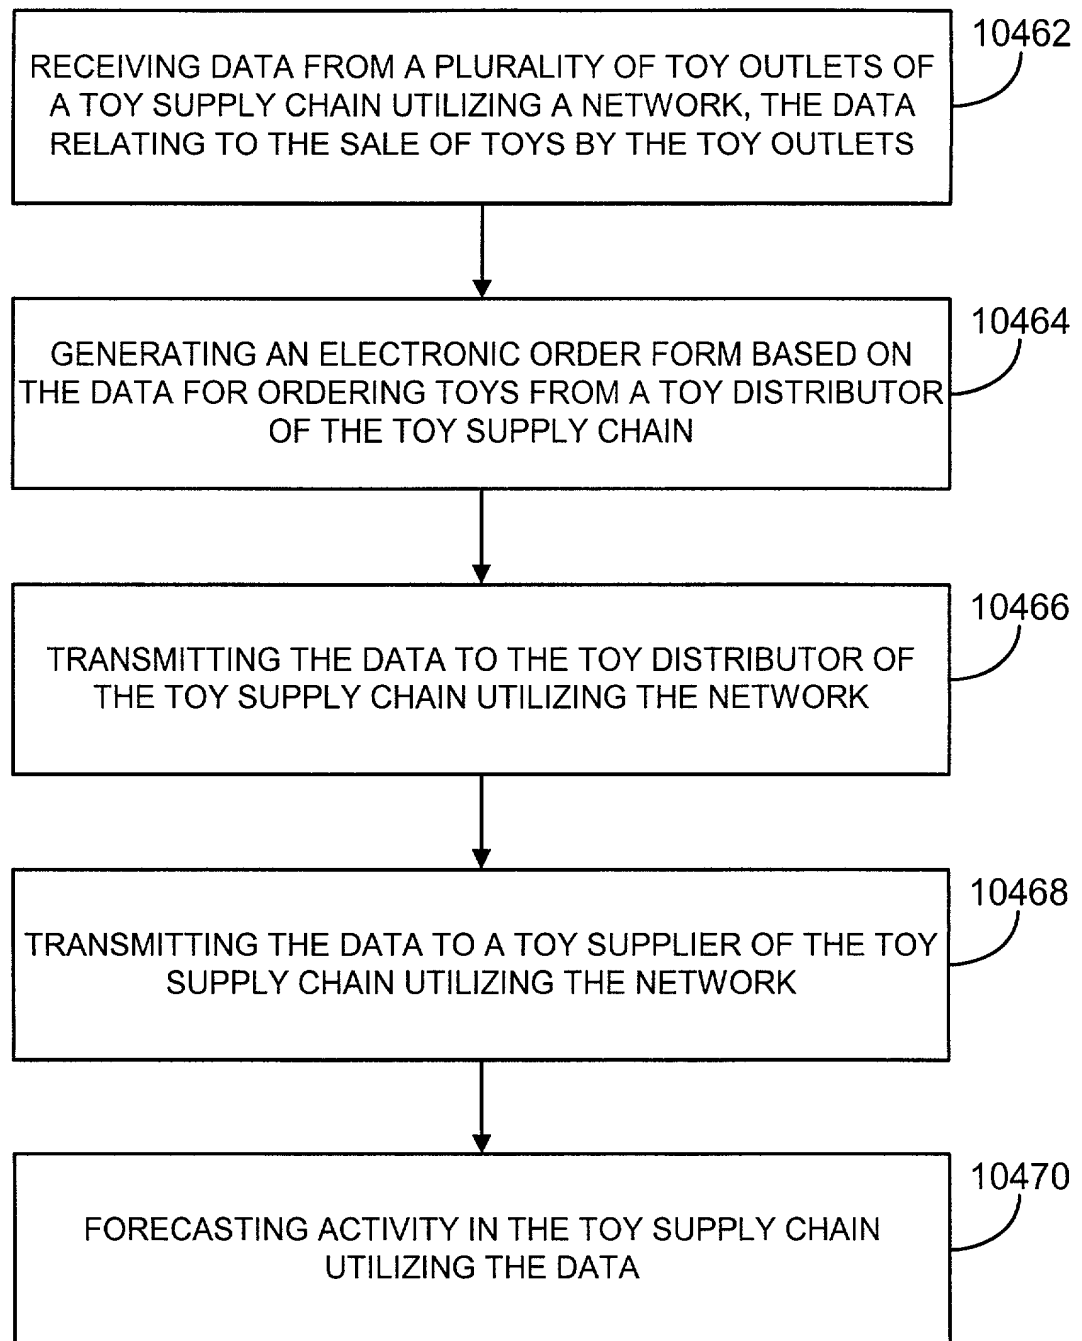 10462
RECEIVING DATA FROM A PLURALITY OF TOY OUTLETS OF
A TOY SUPPLY CHAIN UTILIZING A NETWORK, THE DATA
RELATING TO THE SALE OF TOYS BY THE TOY OUTLETS
10464
GENERATING AN ELECTRONIC ORDER FORM BASED ON
THE DATA FOR ORDERING TOYS FROM A TOY DISTRIBUTOR
OF THE TOY SUPPLY CHAIN
10466
TRANSMITTING THE DATA TO THE TOY DISTRIBUTOR OF
THE TOY SUPPLY CHAIN UTILIZING THE NETWORK
10468
TRANSMITTING THE DATA TO A TOY SUPPLIER OF THE TOY
SUPPLY CHAIN UTILIZING THE NETWORK
10470
FORECASTING ACTIVITY IN THE TOY SUPPLY CHAIN
UTILIZING THE DATA